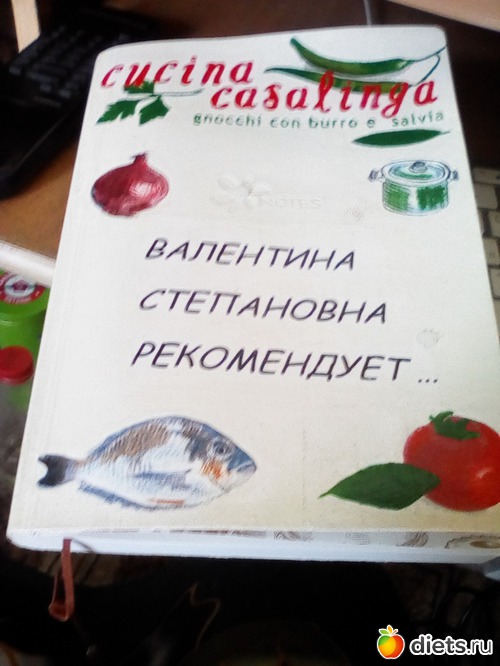 cucina
casalinga
gnocchi con burro e salvia
NOTES
ВАЛЕНТИНА
СТЕПАНОВНА
РЕКОМЕНДУЕТ ...
diets.ru